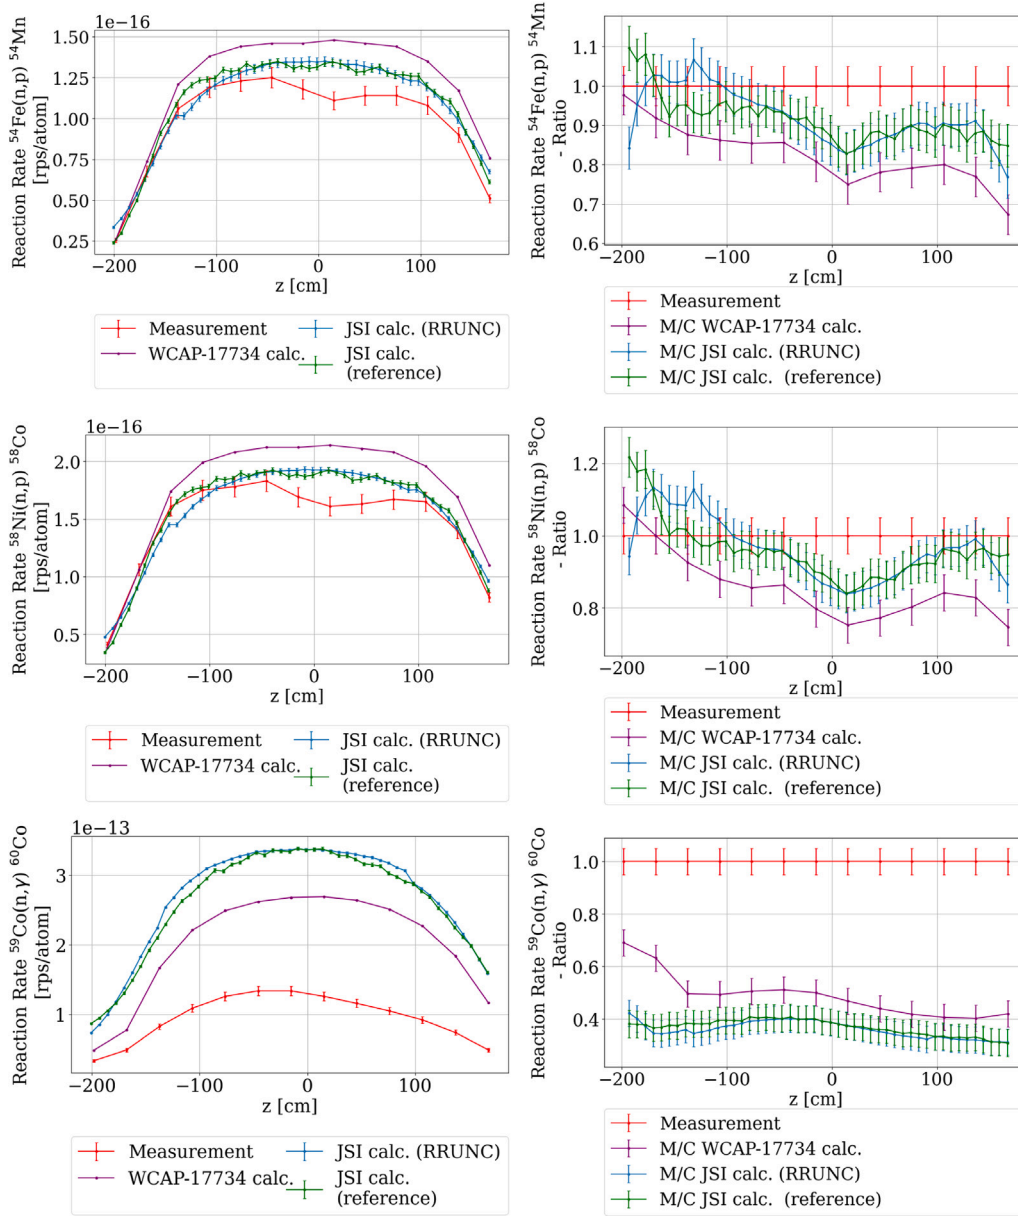 1e−16
Reaction Rate ⁵⁴Fe(n,p) ⁵⁴Mn
[rps/atom]
1.50
1.25
1.00
0.75
0.50
0.25
−200 −100 0 100
z [cm]
Measurement
WCAP-17734 calc.
JSI calc. (RRUNC)
JSI calc.
(reference)
Reaction Rate ⁵⁴Fe(n,p) ⁵⁴Mn
- Ratio
1.1
1.0
0.9
0.8
0.7
0.6
−200 −100 0 100
z [cm]
Measurement
M/C WCAP-17734 calc.
M/C JSI calc. (RRUNC)
M/C JSI calc. (reference)
1e−16
Reaction Rate ⁵⁸Ni(n,p) ⁵⁸Co
[rps/atom]
2.0
1.5
1.0
0.5
−200 −100 0 100
z [cm]
Measurement
WCAP-17734 calc.
JSI calc. (RRUNC)
JSI calc.
(reference)
Reaction Rate ⁵⁸Ni(n,p) ⁵⁸Co
- Ratio
1.2
1.0
0.8
−200 −100 0 100
z [cm]
Measurement
M/C WCAP-17734 calc.
M/C JSI calc. (RRUNC)
M/C JSI calc. (reference)
1e−13
Reaction Rate ⁵⁹Co(n,γ) ⁶⁰Co
[rps/atom]
3
2
1
−200 −100 0 100
z [cm]
Measurement
WCAP-17734 calc.
JSI calc. (RRUNC)
JSI calc.
(reference)
Reaction Rate ⁵⁹Co(n,γ) ⁶⁰Co
- Ratio
1.0
0.8
0.6
0.4
−200 −100 0 100
z [cm]
Measurement
M/C WCAP-17734 calc.
M/C JSI calc. (RRUNC)
M/C JSI calc. (reference)